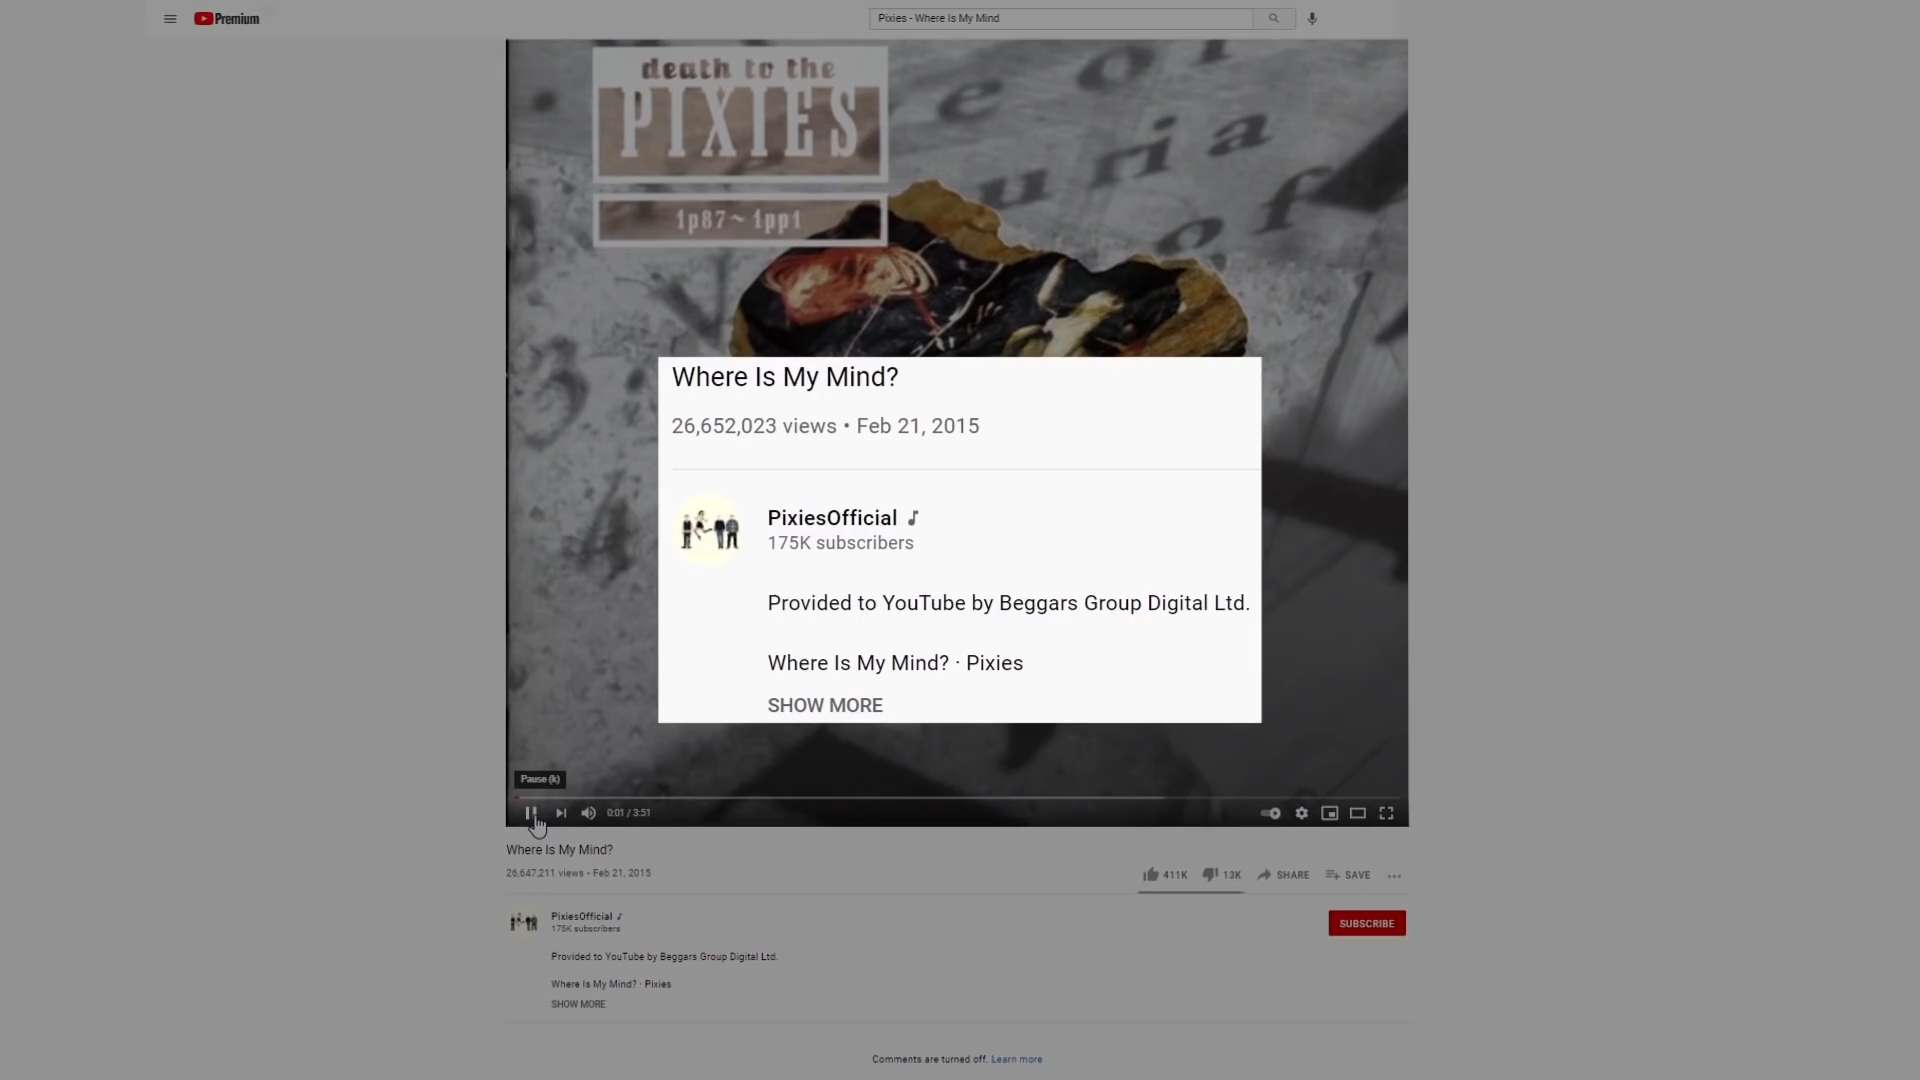 Premium
Pixies - Where Is My Mind
death to the
PIXIES
1p87~1pp1
e of
uria
of
Where Is My Mind?
26,652,023 views • Feb 21, 2015
PixiesOfficial
175K subscribers
Provided to YouTube by Beggars Group Digital Ltd.
Where Is My Mind? · Pixies
SHOW MORE
Pause (k)
0:01 / 3:51
Where Is My Mind?
26,647,211 views • Feb 21, 2015
411K
13K
SHARE
SAVE
PixiesOfficial
175K subscribers
SUBSCRIBE
Provided to YouTube by Beggars Group Digital Ltd.
Where Is My Mind? · Pixies
SHOW MORE
Comments are turned off. Learn more